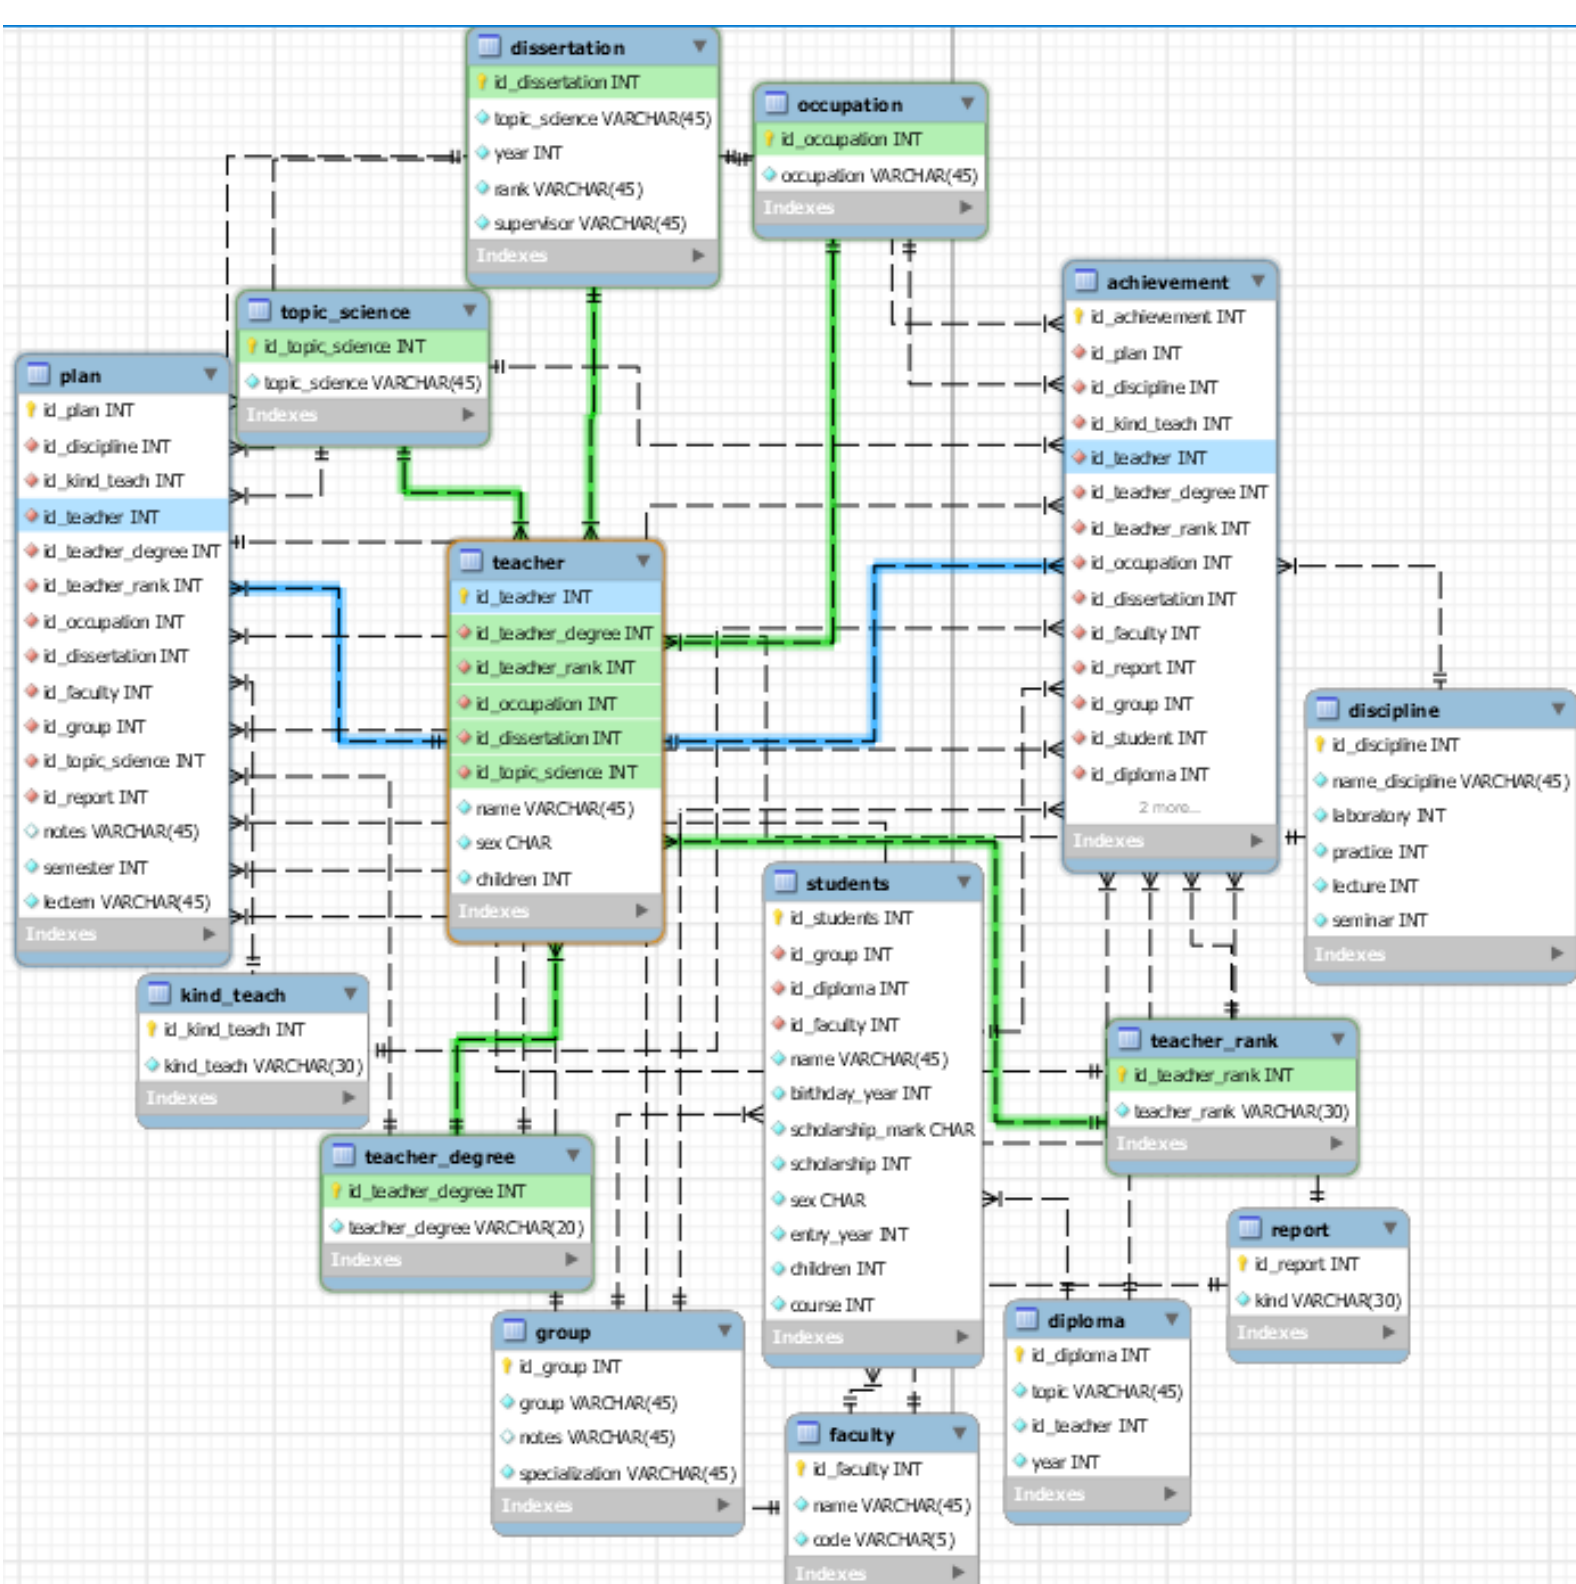 dissertation
id_dissertation INT
topic_science VARCHAR(45)
year INT
rank VARCHAR(45)
supervisor VARCHAR(45)
Indexes
occupation
id_occupation INT
occupation VARCHAR(45)
Indexes
topic_science
id_topic_science INT
topic_science VARCHAR(45)
Indexes
plan
id_plan INT
id_discipline INT
id_kind_teach INT
id_teacher INT
id_teacher_degree INT
id_teacher_rank INT
id_occupation INT
id_dissertation INT
id_faculty INT
id_group INT
id_topic_science INT
id_report INT
notes VARCHAR(45)
semester INT
lectern VARCHAR(45)
Indexes
teacher
id_teacher INT
id_teacher_degree INT
id_teacher_rank INT
id_occupation INT
id_dissertation INT
id_topic_science INT
name VARCHAR(45)
sex CHAR
children INT
Indexes
achievement
id_achievement INT
id_plan INT
id_discipline INT
id_kind_teach INT
id_teacher INT
id_teacher_degree INT
id_teacher_rank INT
id_occupation INT
id_dissertation INT
id_faculty INT
id_report INT
id_group INT
id_student INT
id_diploma INT
2 more...
Indexes
discipline
id_discipline INT
name_discipline VARCHAR(45)
laboratory INT
practice INT
lecture INT
seminar INT
Indexes
kind_teach
id_kind_teach INT
kind_teach VARCHAR(30)
Indexes
students
id_students INT
id_group INT
id_diploma INT
id_faculty INT
name VARCHAR(45)
birthday_year INT
scholarship_mark CHAR
scholarship INT
sex CHAR
entry_year INT
children INT
course INT
Indexes
teacher_rank
id_teacher_rank INT
teacher_rank VARCHAR(30)
Indexes
teacher_degree
id_teacher_degree INT
teacher_degree VARCHAR(20)
Indexes
report
id_report INT
kind VARCHAR(30)
Indexes
group
id_group INT
group VARCHAR(45)
notes VARCHAR(45)
specialization VARCHAR(45)
Indexes
diploma
id_diploma INT
topic VARCHAR(45)
id_teacher INT
year INT
Indexes
faculty
id_faculty INT
name VARCHAR(45)
code VARCHAR(5)
Indexes